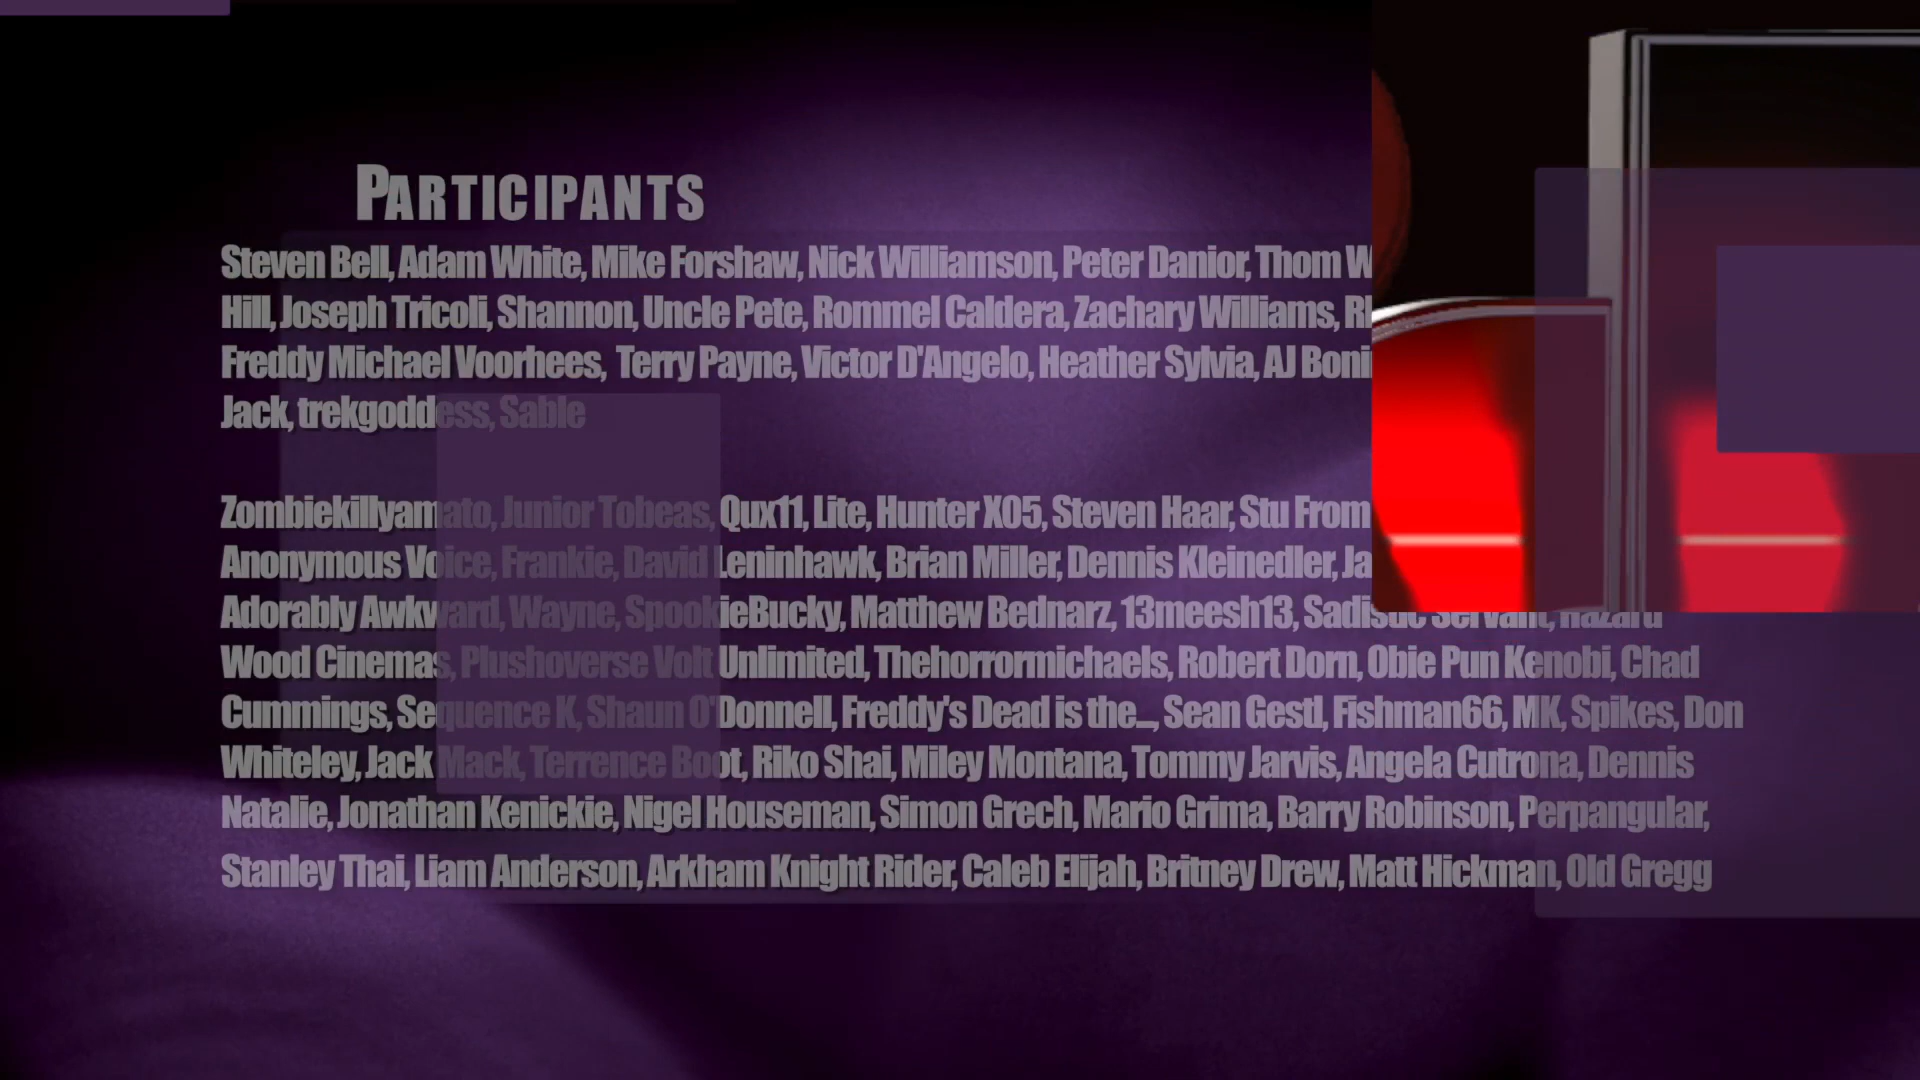 PARTICIPANTS
Steven Bell, Adam White, Mike Forshaw, Nick Williamson, Peter Danior, Thom
Hill, Joseph Tricoli, Shannon, Uncle Pete, Rommel Caldera, Zachary Williams,
Freddy Michael Voorhees, Terry Payne, Victor D'Angelo, Heather Sylvia, AJ
Jack, trekgoddess, Sable
Zombiekillyamato, Junior Tobeas, Qux11, Lite, Hunter X05, Steven Haar, Stu From
Anonymous Voice, Frankie, David Leninhawk, Brian Miller, Dennis Kleinedler,
Adorably Awkward, Wayne, SpookieBucky, Matthew Bednarz, 13meesh13, Sadistic Servant, Hazard
Wood Cinemas, Plushoverse Volt Unlimited, Thehorrormichaels, Robert Dorn, Obie Pun Kenobi, Chad
Cummings, Sequence K, Shaun O'Donnell, Freddy's Dead is the..., Sean Gestl, Fishman66, MK, Spikes, Don
Whiteley, Jack Mack, Terrence Boot, Riko Shai, Miley Montana, Tommy Jarvis, Angela Cutrona, Dennis
Natalie, Jonathan Kenickie, Nigel Houseman, Simon Grech, Mario Grima, Barry Robinson, Perpangular,
Stanley Thai, Liam Anderson, Arkham Knight Rider, Caleb Elijah, Britney Drew, Matt Hickman, Old Gregg